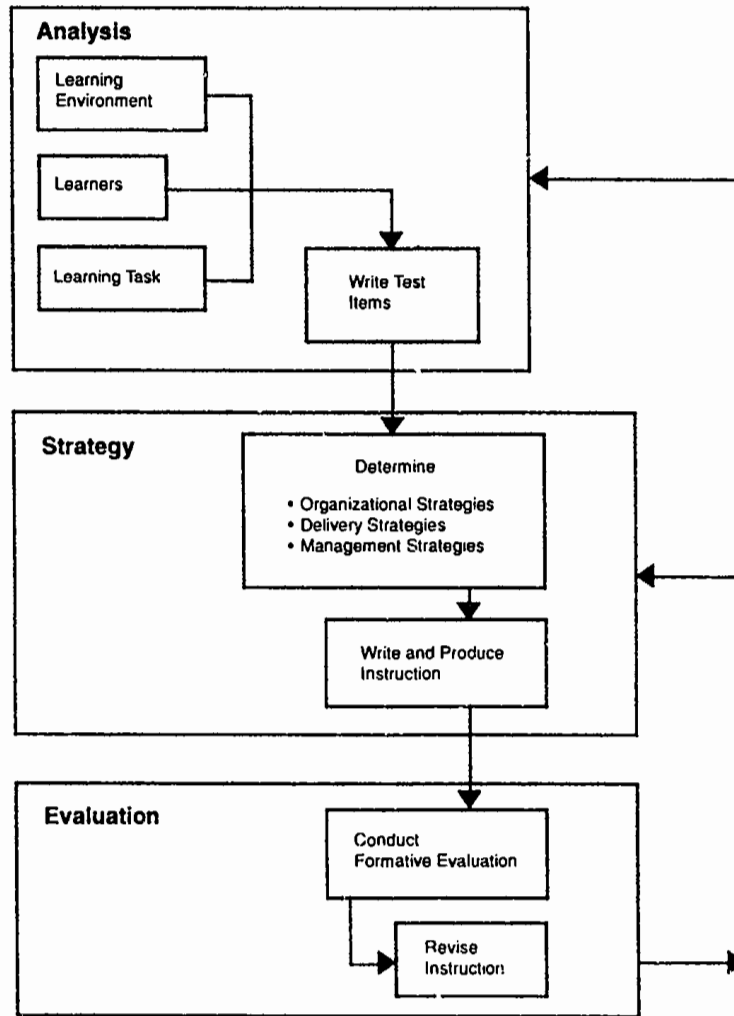 Analysis
Learning
Environment
Learners
Learning Task
Write Test
Items
Strategy
Determine
• Organizational Strategies
• Delivery Strategies
• Management Strategies
Write and Produce
Instruction
Evaluation
Conduct
Formative Evaluation
Revise
Instruction